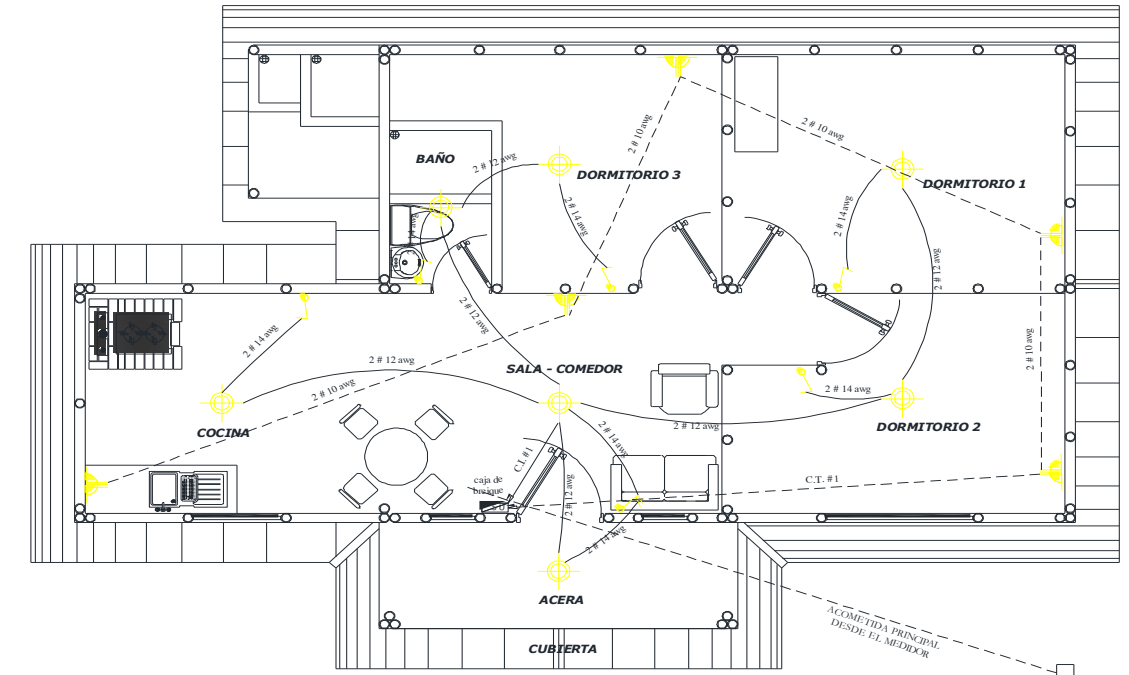 2 # 10 awg
2 # 10 awg
BAÑO
2 # 12 awg
DORMITORIO 3
DORMITORIO 1
2 # 14 awg
2 # 14 awg
2 # 12 awg
2 # 12 awg
2 # 14 awg
2 # 12 awg
2 # 10 awg
SALA - COMEDOR
2 # 10 awg
2 # 14 awg
COCINA
2 # 14 awg
2 # 12 awg
DORMITORIO 2
C.I. #1
caja de
breique
C.T. #1
2 # 12 awg
2 # 14 awg
ACERA
ACOMETIDA PRINCIPAL
DESDE EL MEDIDOR
CUBIERTA